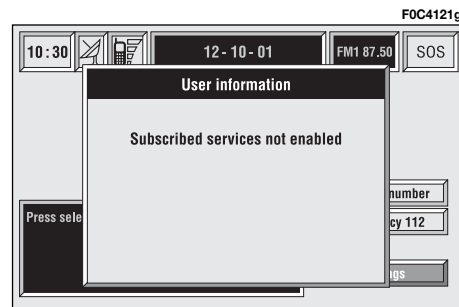 F0C4121g
10:30
12-10-01
FM1 87.50
SOS
User information
Subscribed services not enabled
number
Press sele
cy 112
ngs